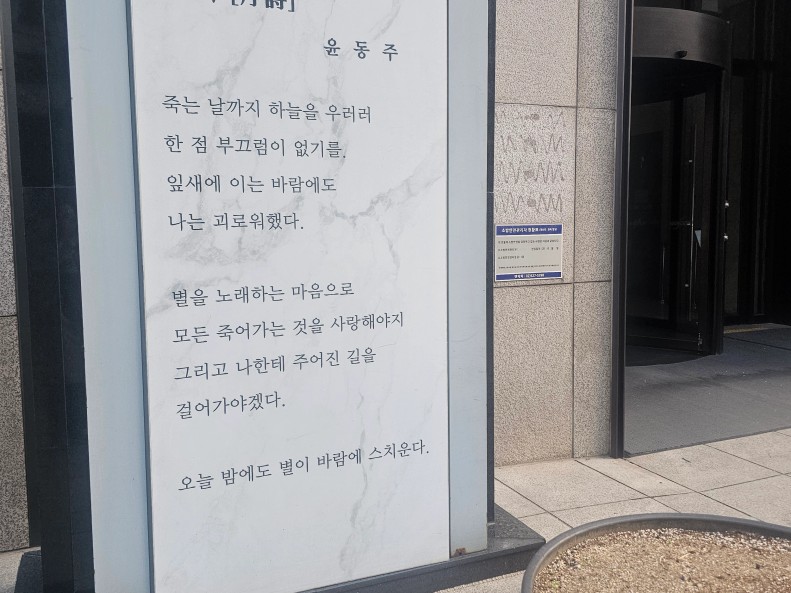 윤동주
죽는 날까지 하늘을 우러러
한 점 부끄럼이 없기를.
잎새에 이는 바람에도
나는 괴로워했다.
별을 노래하는 마음으로
모든 죽어가는 것을 사랑해야지
그리고 나한테 주어진 길을
걸어가야겠다.
오늘 밤에도 별이 바람에 스치운다.